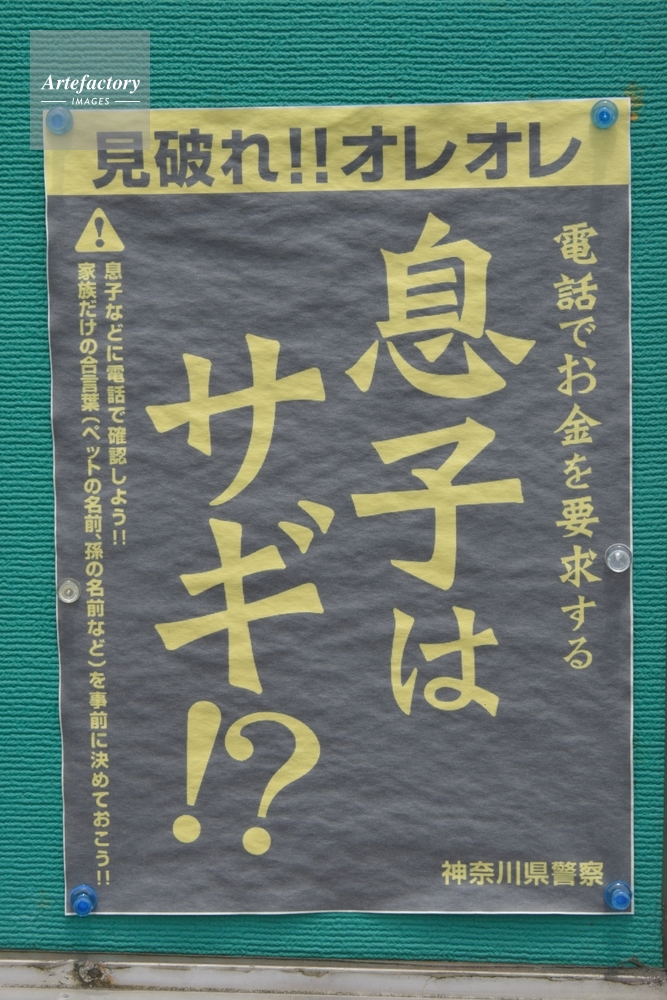 Artefactory
IMAGES
見破れ!!オレオレ
電話でお金を要求する
息子は
サギ!?
息子などに電話で確認しよう!!
家族だけの合言葉(ペットの名前、孫の名前など)を事前に決めておこう!!
神奈川県警察